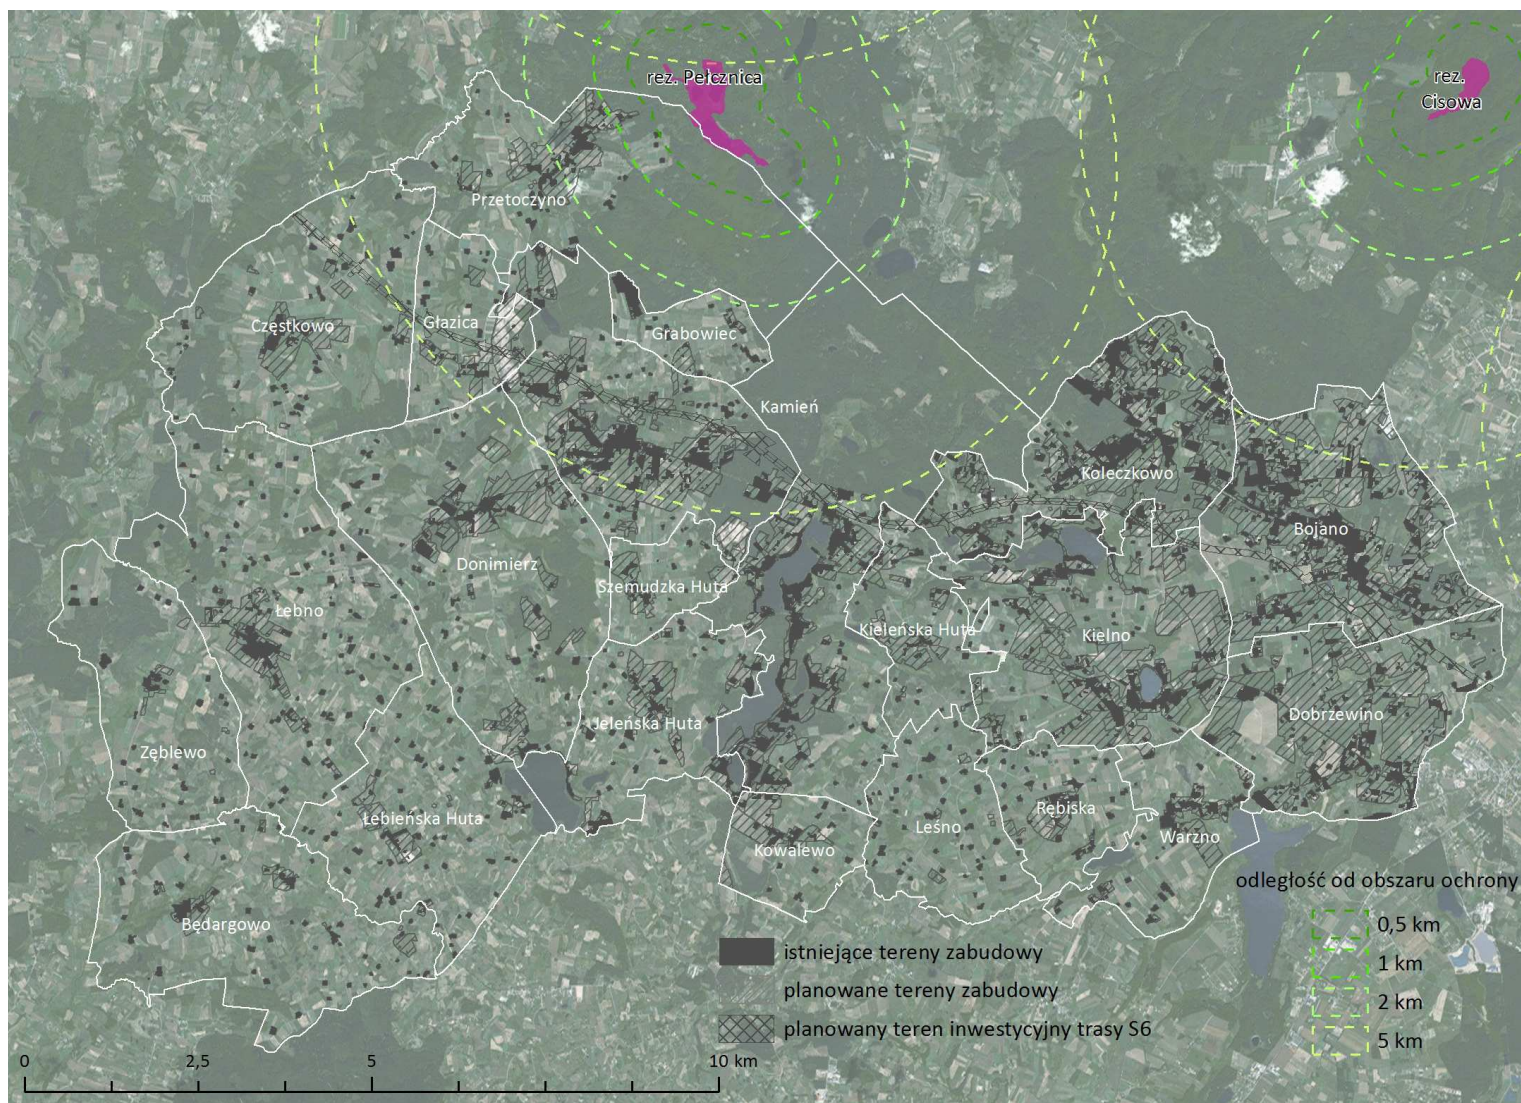 rez. Pełcznica
rez.
Cisowa
Przetoczyno
Częstkowo
Głazica
Grabowiec
Kamień
Koleczkowo
Bojano
Donimierz
Szemudzka Huta
Łebno
Kieleńska Huta
Kielno
Zęblewo
Jeleńska Huta
Dobrzewino
Łebieńska Huta
Kowalewo
Leśno
Rębiska
Warzno
Będargowo
odległość od obszaru ochrony
0,5 km
1 km
2 km
5 km
istniejące tereny zabudowy
planowane tereny zabudowy
planowany teren inwestycyjny trasy S6
0 2,5 5 10 km